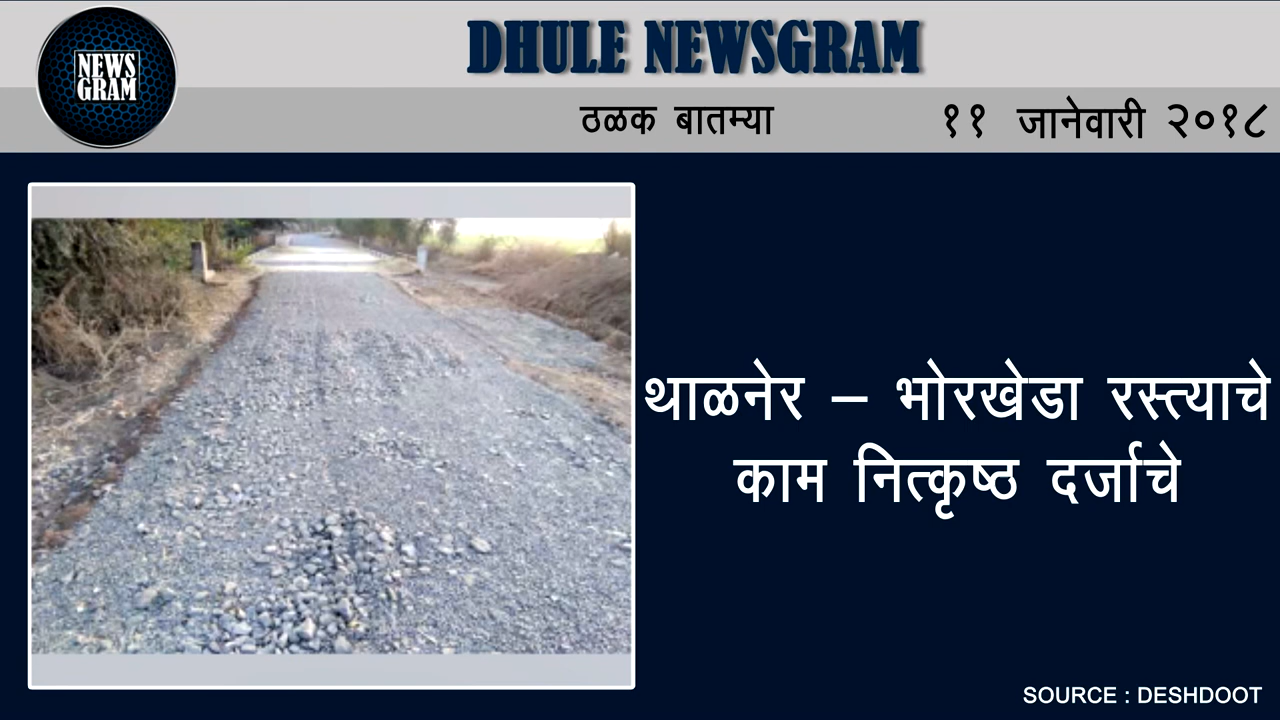 NEWS
GRAM
DHULE NEWSGRAM
ठळक बातम्या
११ जानेवारी २०१८
थाळनेर – भोरखेडा रस्त्याचे
काम नित्कृष्ठ दर्जाचे
SOURCE : DESHDOOT